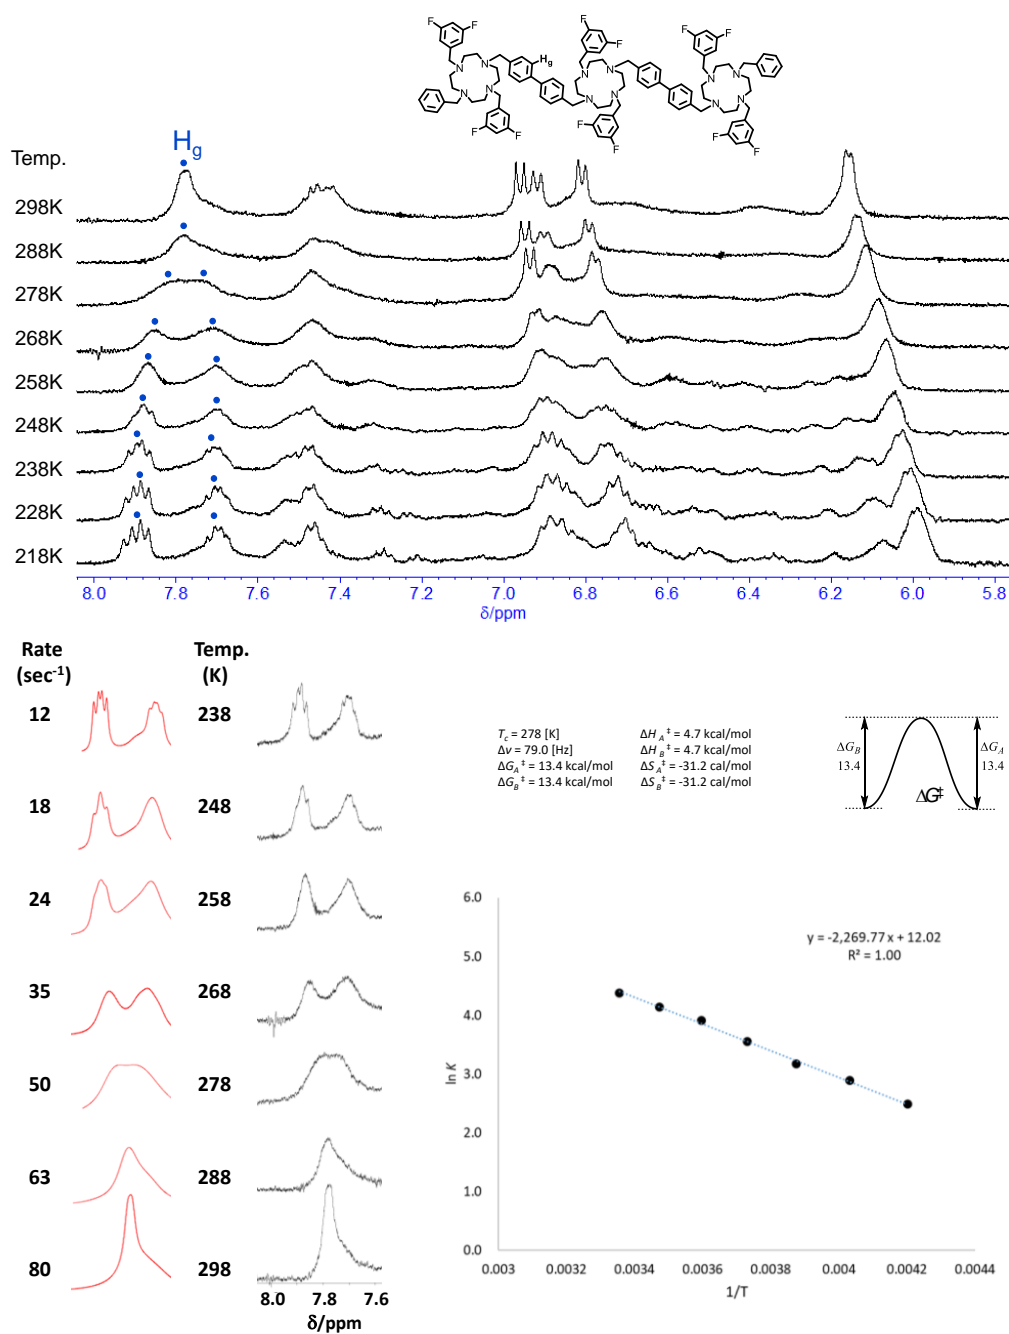 F
F
F
F
F
F
N
N
N
N
H
g
N
N
N
N
N
N
N
N
F
F
F
F
F
F
Temp.
Hg
298K
288K
278K
268K
258K
248K
238K
228K
218K
8.0 7.8 7.6 7.4 7.2 7.0 6.8 6.6 6.4 6.2 6.0 5.8
δ/ppm
Rate
(sec-1)
Temp.
(K)
12 238
18 248
24 258
35 268
50 278
63 288
80 298
8.0 7.8 7.6
δ/ppm
Tc = 278 [K]
Δν = 79.0 [Hz]
ΔGA‡ = 13.4 kcal/mol
ΔGB‡ = 13.4 kcal/mol
ΔHA‡ = 4.7 kcal/mol
ΔHB‡ = 4.7 kcal/mol
ΔSA‡ = -31.2 cal/mol
ΔSB‡ = -31.2 cal/mol
ΔGB
13.4
ΔG‡
ΔGA
13.4
y = -2,269.77x + 12.02
R² = 1.00
6.0
5.0
4.0
3.0
2.0
1.0
0.0
ln K
0.003 0.0032 0.0034 0.0036 0.0038 0.004 0.0042 0.0044
1/T